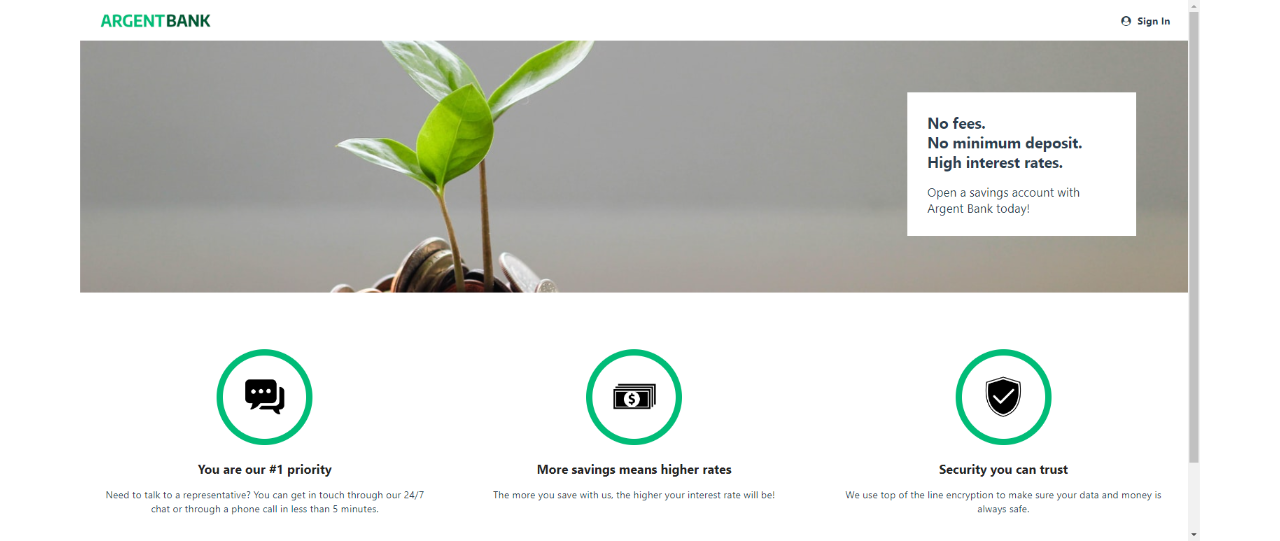 ARGENTBANK
Sign In
No fees.
No minimum deposit.
High interest rates.
Open a savings account with
Argent Bank today!
You are our #1 priority
Need to talk to a representative? You can get in touch through our 24/7
chat or through a phone call in less than 5 minutes.
$
More savings means higher rates
The more you save with us, the higher your interest rate will be!
Security you can trust
We use top of the line encryption to make sure your data and money is
always safe.